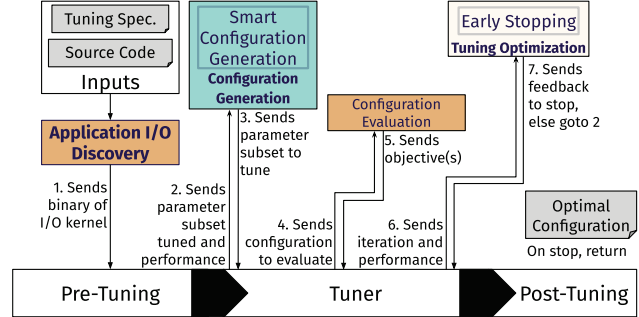 Tuning Spec.
Source Code
Inputs
Application I/O
Discovery
1. Sends
binary of
I/O kernel
Smart
Configuration
Generation
Configuration
Generation
2. Sends
parameter
subset
tuned and
performance
3. Sends
parameter
subset to
tune
Configuration
Evaluation
4. Sends
configuration
to evaluate
5. Sends
objective(s)
Early Stopping
Tuning Optimization
6. Sends
iteration and
performance
7. Sends
feedback
to stop,
else goto 2
Optimal
Configuration
On stop, return
Pre-Tuning
Tuner
Post-Tuning